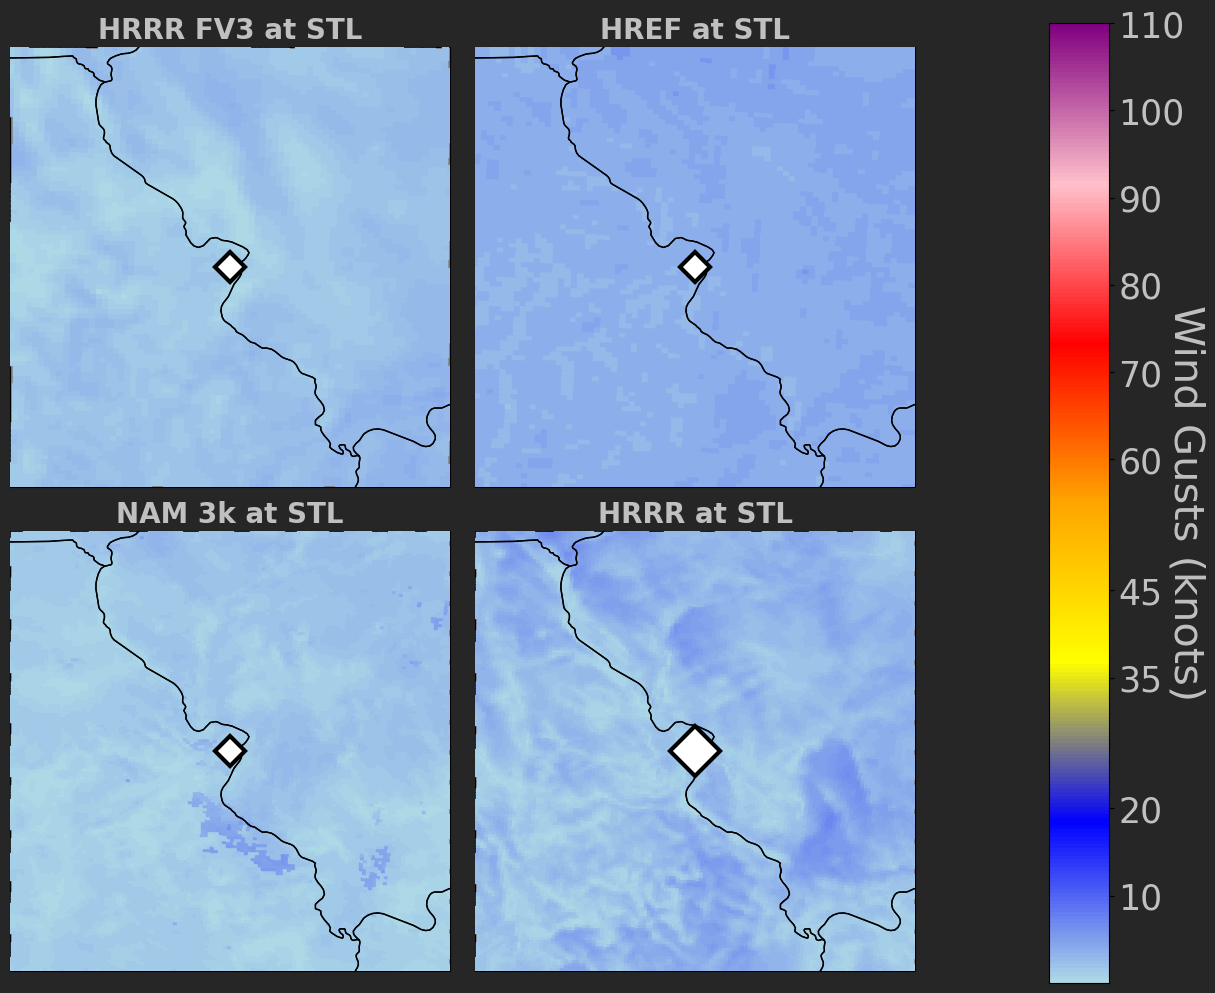 HRRR FV3 at STL
HREF at STL
NAM 3k at STL
HRRR at STL
110
100
90
80
70
60
45
35
20
10
Wind Gusts (knots)